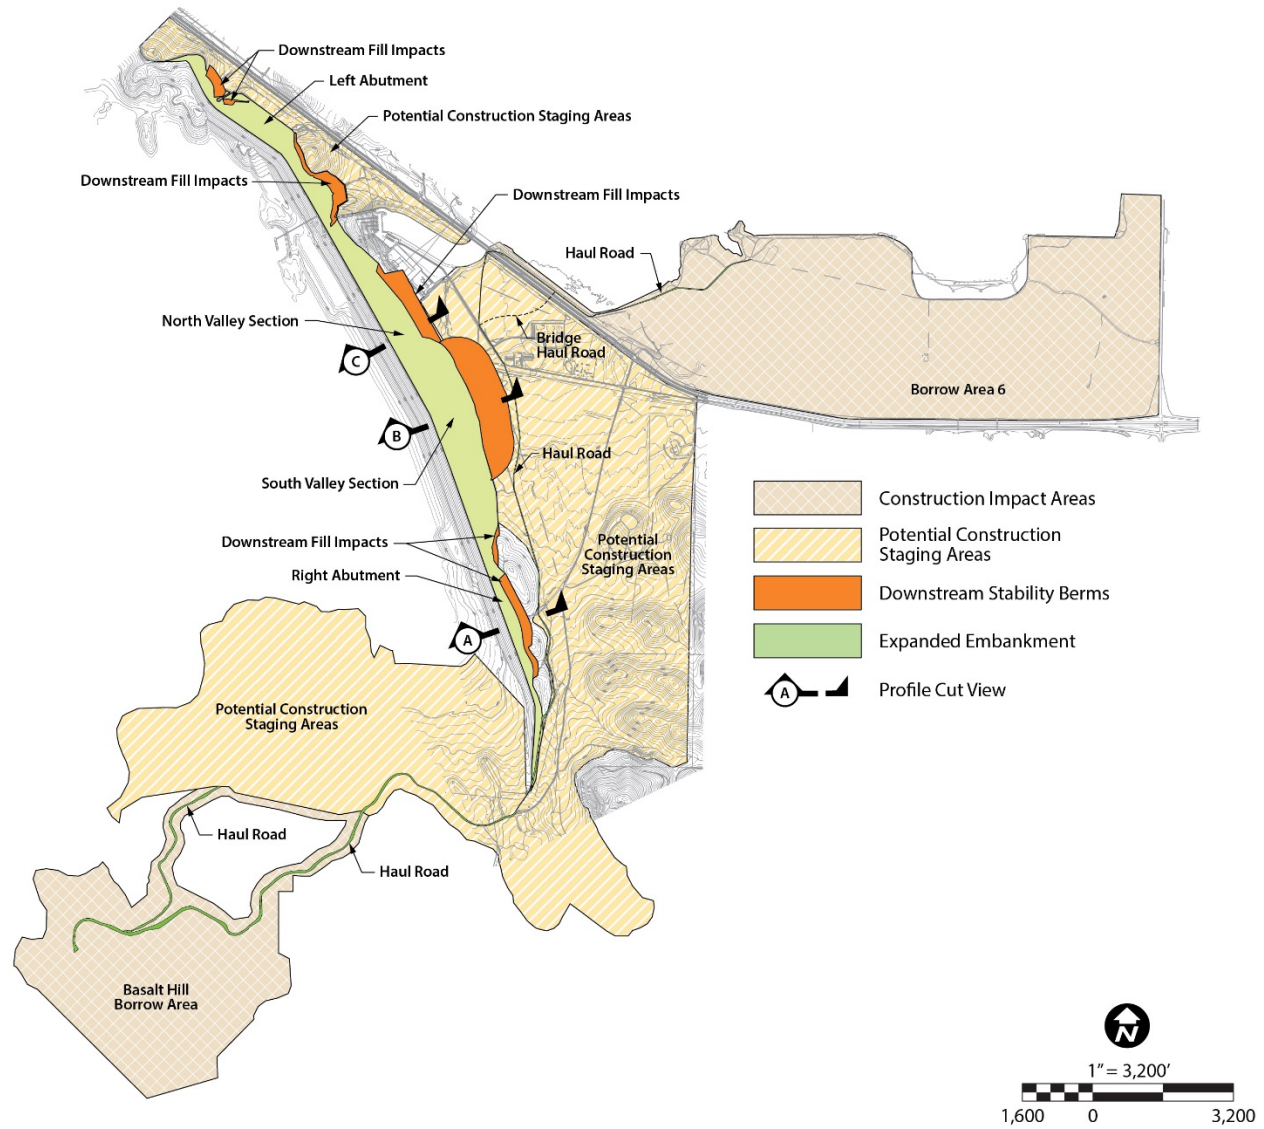 Downstream Fill Impacts
Left Abutment
Potential Construction Staging Areas
Downstream Fill Impacts
Downstream Fill Impacts
Haul Road
North Valley Section
Bridge
Haul Road
C
Borrow Area 6
B
Haul Road
South Valley Section
Construction Impact Areas
Potential Construction
Staging Areas
Downstream Fill Impacts
Potential
Construction
Staging Areas
Right Abutment
Downstream Stability Berms
A
Expanded Embankment
A
Profile Cut View
Potential Construction
Staging Areas
Haul Road
Haul Road
Basalt Hill
Borrow Area
N
1” = 3,200’
1,600 0 3,200